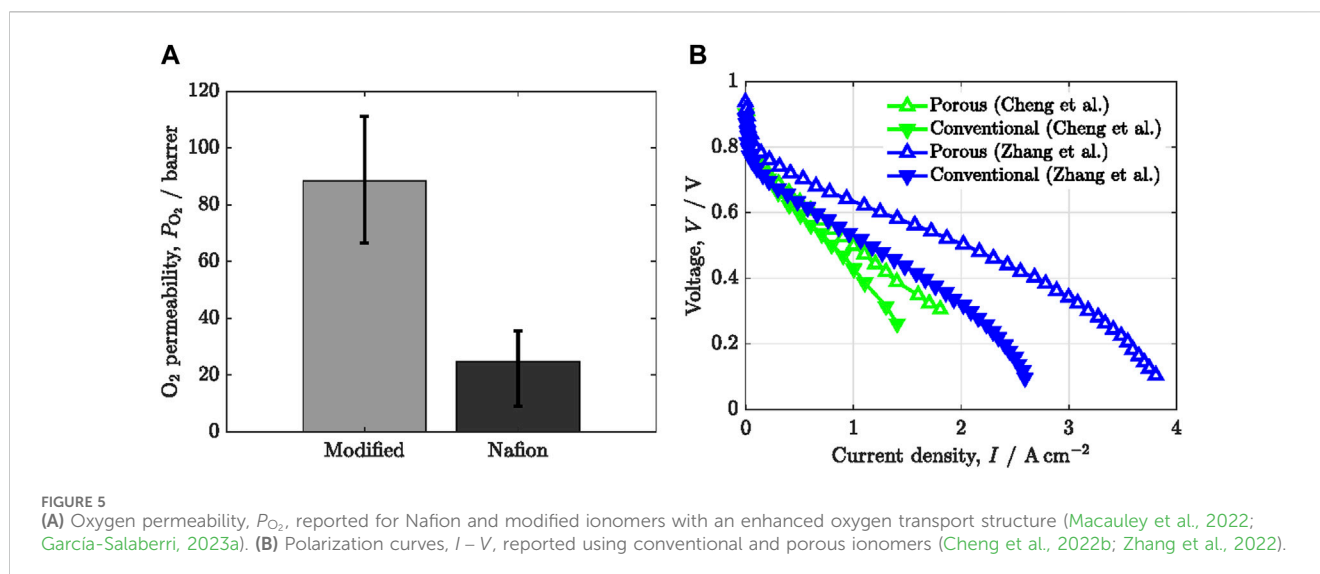 A
120
100
80
60
40
20
0
O₂ permeability, P_O₂ / barrer
Modified
Nafion
B
1
0.8
0.6
0.4
0.2
0
Voltage, V / V
Porous (Cheng et al.)
Conventional (Cheng et al.)
Porous (Zhang et al.)
Conventional (Zhang et al.)
0 1 2 3 4
Current density, I / A cm⁻²
FIGURE 5
(A) Oxygen permeability, P_O₂, reported for Nafion and modified ionomers with an enhanced oxygen transport structure (Macauley et al., 2022;
García-Salaberri, 2023a). (B) Polarization curves, I – V, reported using conventional and porous ionomers (Cheng et al., 2022b; Zhang et al., 2022).